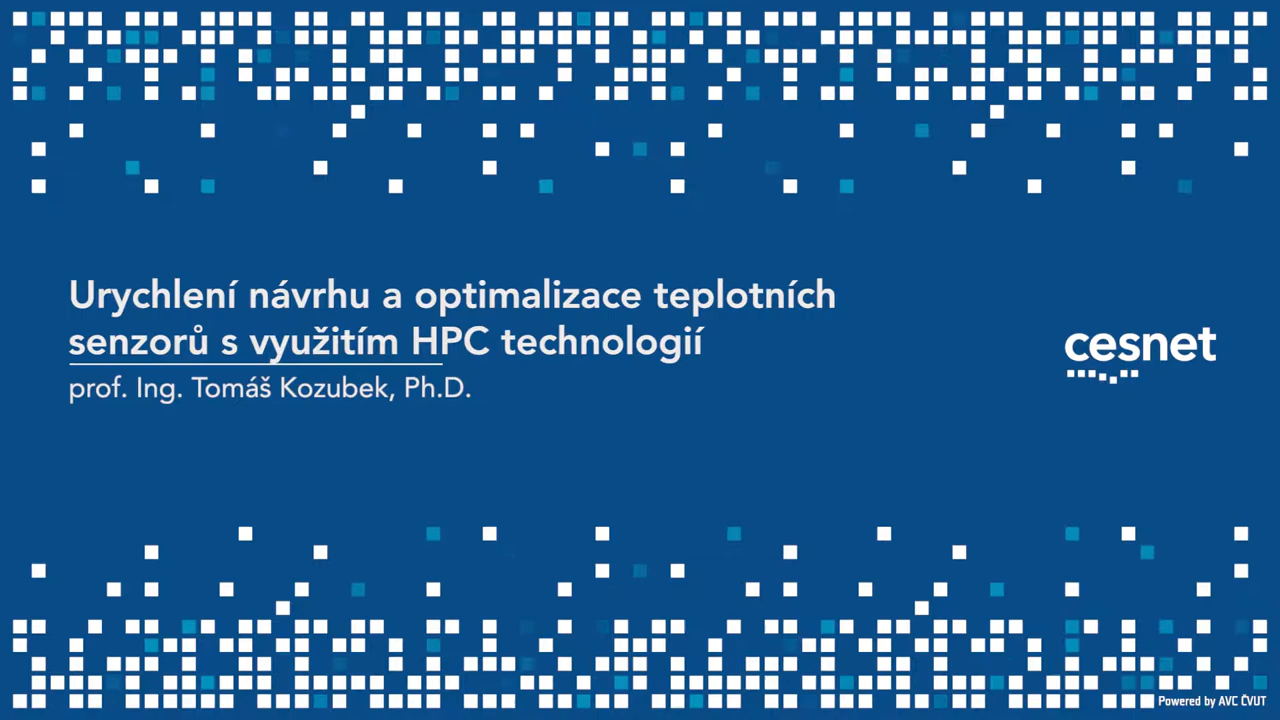 Urychlení návrhu a optimalizace teplotních
senzorů s využitím HPC technologií
prof. Ing. Tomáš Kozubek, Ph.D.
cesnet
Powered by AVC ČVUT